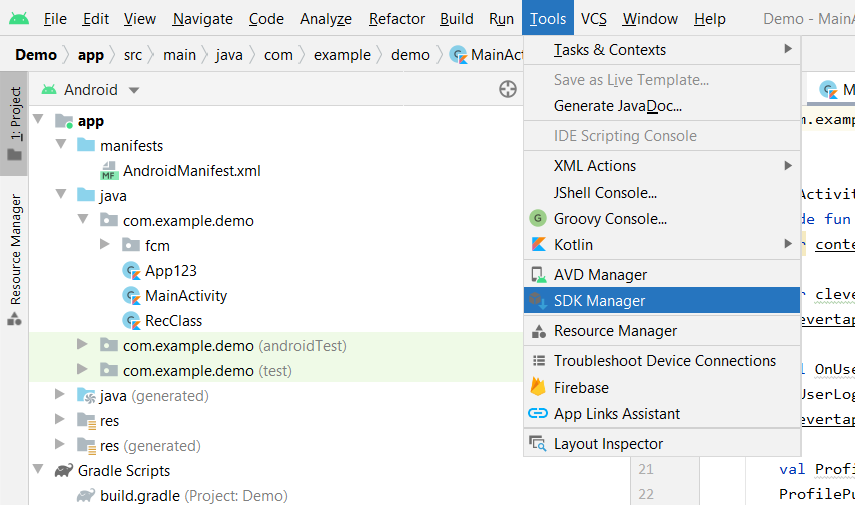 File Edit View Navigate Code Analyze Refactor Build Run Tools VCS Window Help Demo - MainA
Demo app src main java com example demo MainAc
1: Project
Resource Manager
Android
app
manifests
AndroidManifest.xml
java
com.example.demo
fcm
App123
MainActivity
RecClass
com.example.demo (androidTest)
com.example.demo (test)
java (generated)
res
res (generated)
Gradle Scripts
build.gradle (Project: Demo)
Tasks & Contexts
Save as Live Template...
Generate JavaDoc...
IDE Scripting Console
XML Actions
JShell Console...
Groovy Console...
Kotlin
AVD Manager
SDK Manager
Resource Manager
Troubleshoot Device Connections
Firebase
App Links Assistant
Layout Inspector
M
m.examp
Activit
de fun
r conte
r clever
evertap
l OnUse
UserLog
evertap
21 val Profi
22 ProfilePu